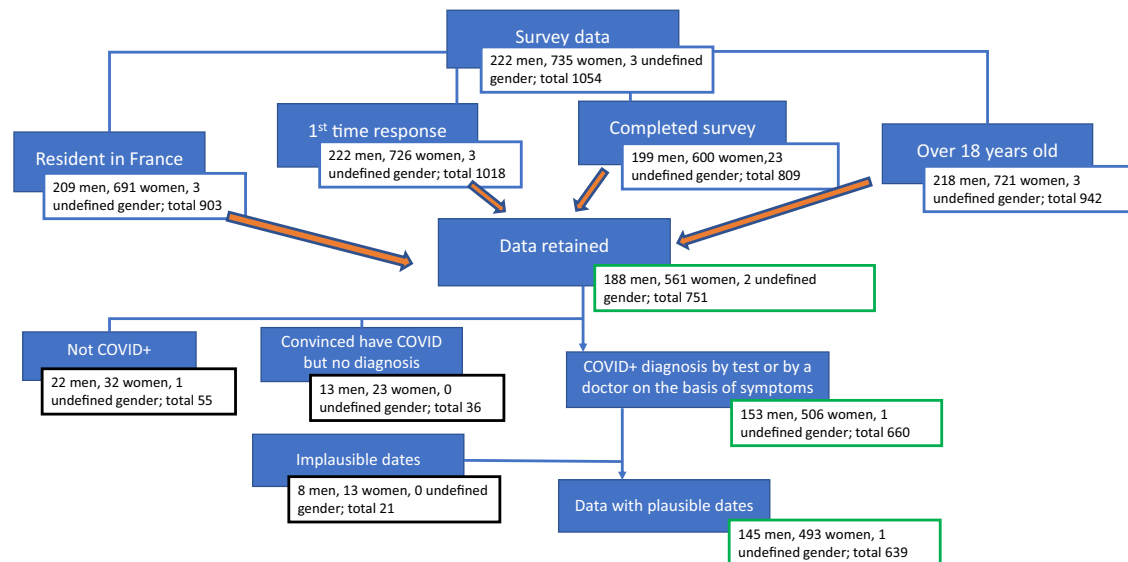 Survey data
222 men, 735 women, 3 undefined
gender; total 1054
1st time response
222 men, 726 women, 3
undefined gender; total 1018
Completed survey
199 men, 600 women,23
undefined gender; total 809
Resident in France
209 men, 691 women, 3
undefined gender; total 903
Over 18 years old
218 men, 721 women, 3
undefined gender; total 942
Data retained
188 men, 561 women, 2 undefined
gender; total 751
Not COVID+
22 men, 32 women, 1
undefined gender; total 55
Convinced have COVID
but no diagnosis
13 men, 23 women, 0
undefined gender; total 36
COVID+ diagnosis by test or by a
doctor on the basis of symptoms
153 men, 506 women, 1
undefined gender; total 660
Implausible dates
8 men, 13 women, 0 undefined
gender; total 21
Data with plausible dates
145 men, 493 women, 1
undefined gender; total 639